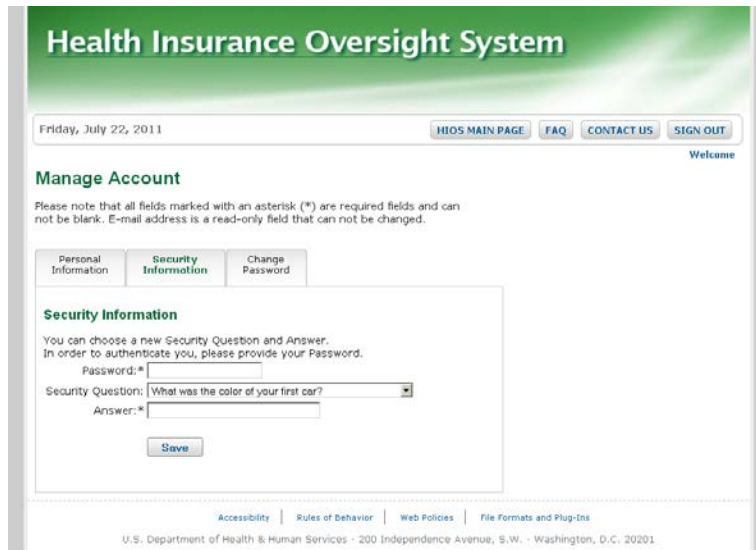 Health Insurance Oversight System
Friday, July 22, 2011
HIOS MAIN PAGE
FAQ
CONTACT US
SIGN OUT
Welcome
Manage Account
Please note that all fields marked with an asterisk (*) are required fields and can
not be blank. E-mail address is a read-only field that can not be changed.
Personal
Information
Security
Information
Change
Password
Security Information
You can choose a new Security Question and Answer.
In order to authenticate you, please provide your Password.
Password:*
Security Question: What was the color of your first car?
Answer:*
Save
Accessibility | Rules of Behavior | Web Policies | File Formats and Plug-Ins
U.S. Department of Health & Human Services - 200 Independence Avenue, S.W. - Washington, D.C. 20201